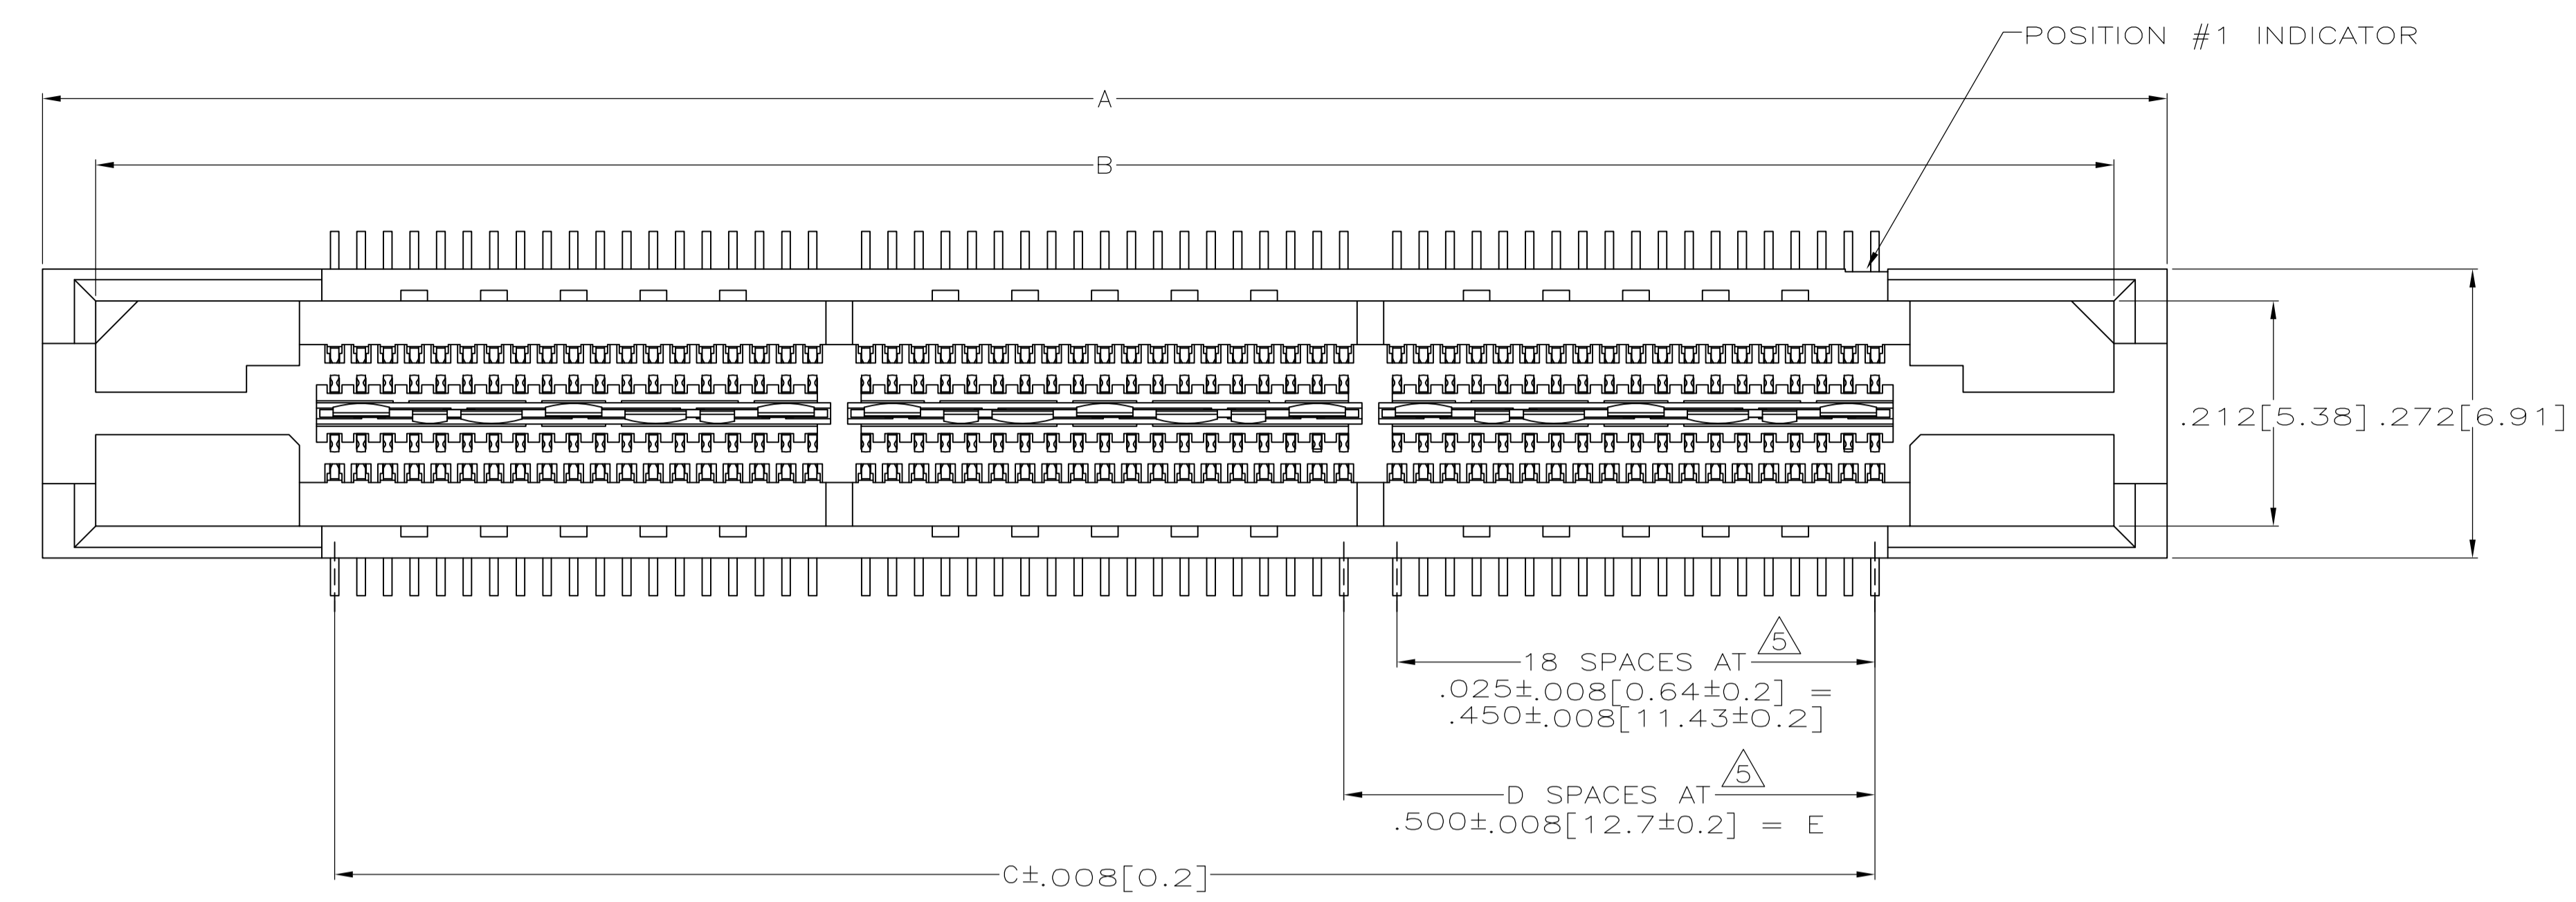 POSITION #1 INDICATOR
A
B
.212[5.38]
.272[6.91]
5
18 SPACES AT
.025±.008[0.64±0.2] =
.450±.008[11.43±0.2]
5
D SPACES AT
.500±.008[12.7±0.2] = E
C±.008[0.2]